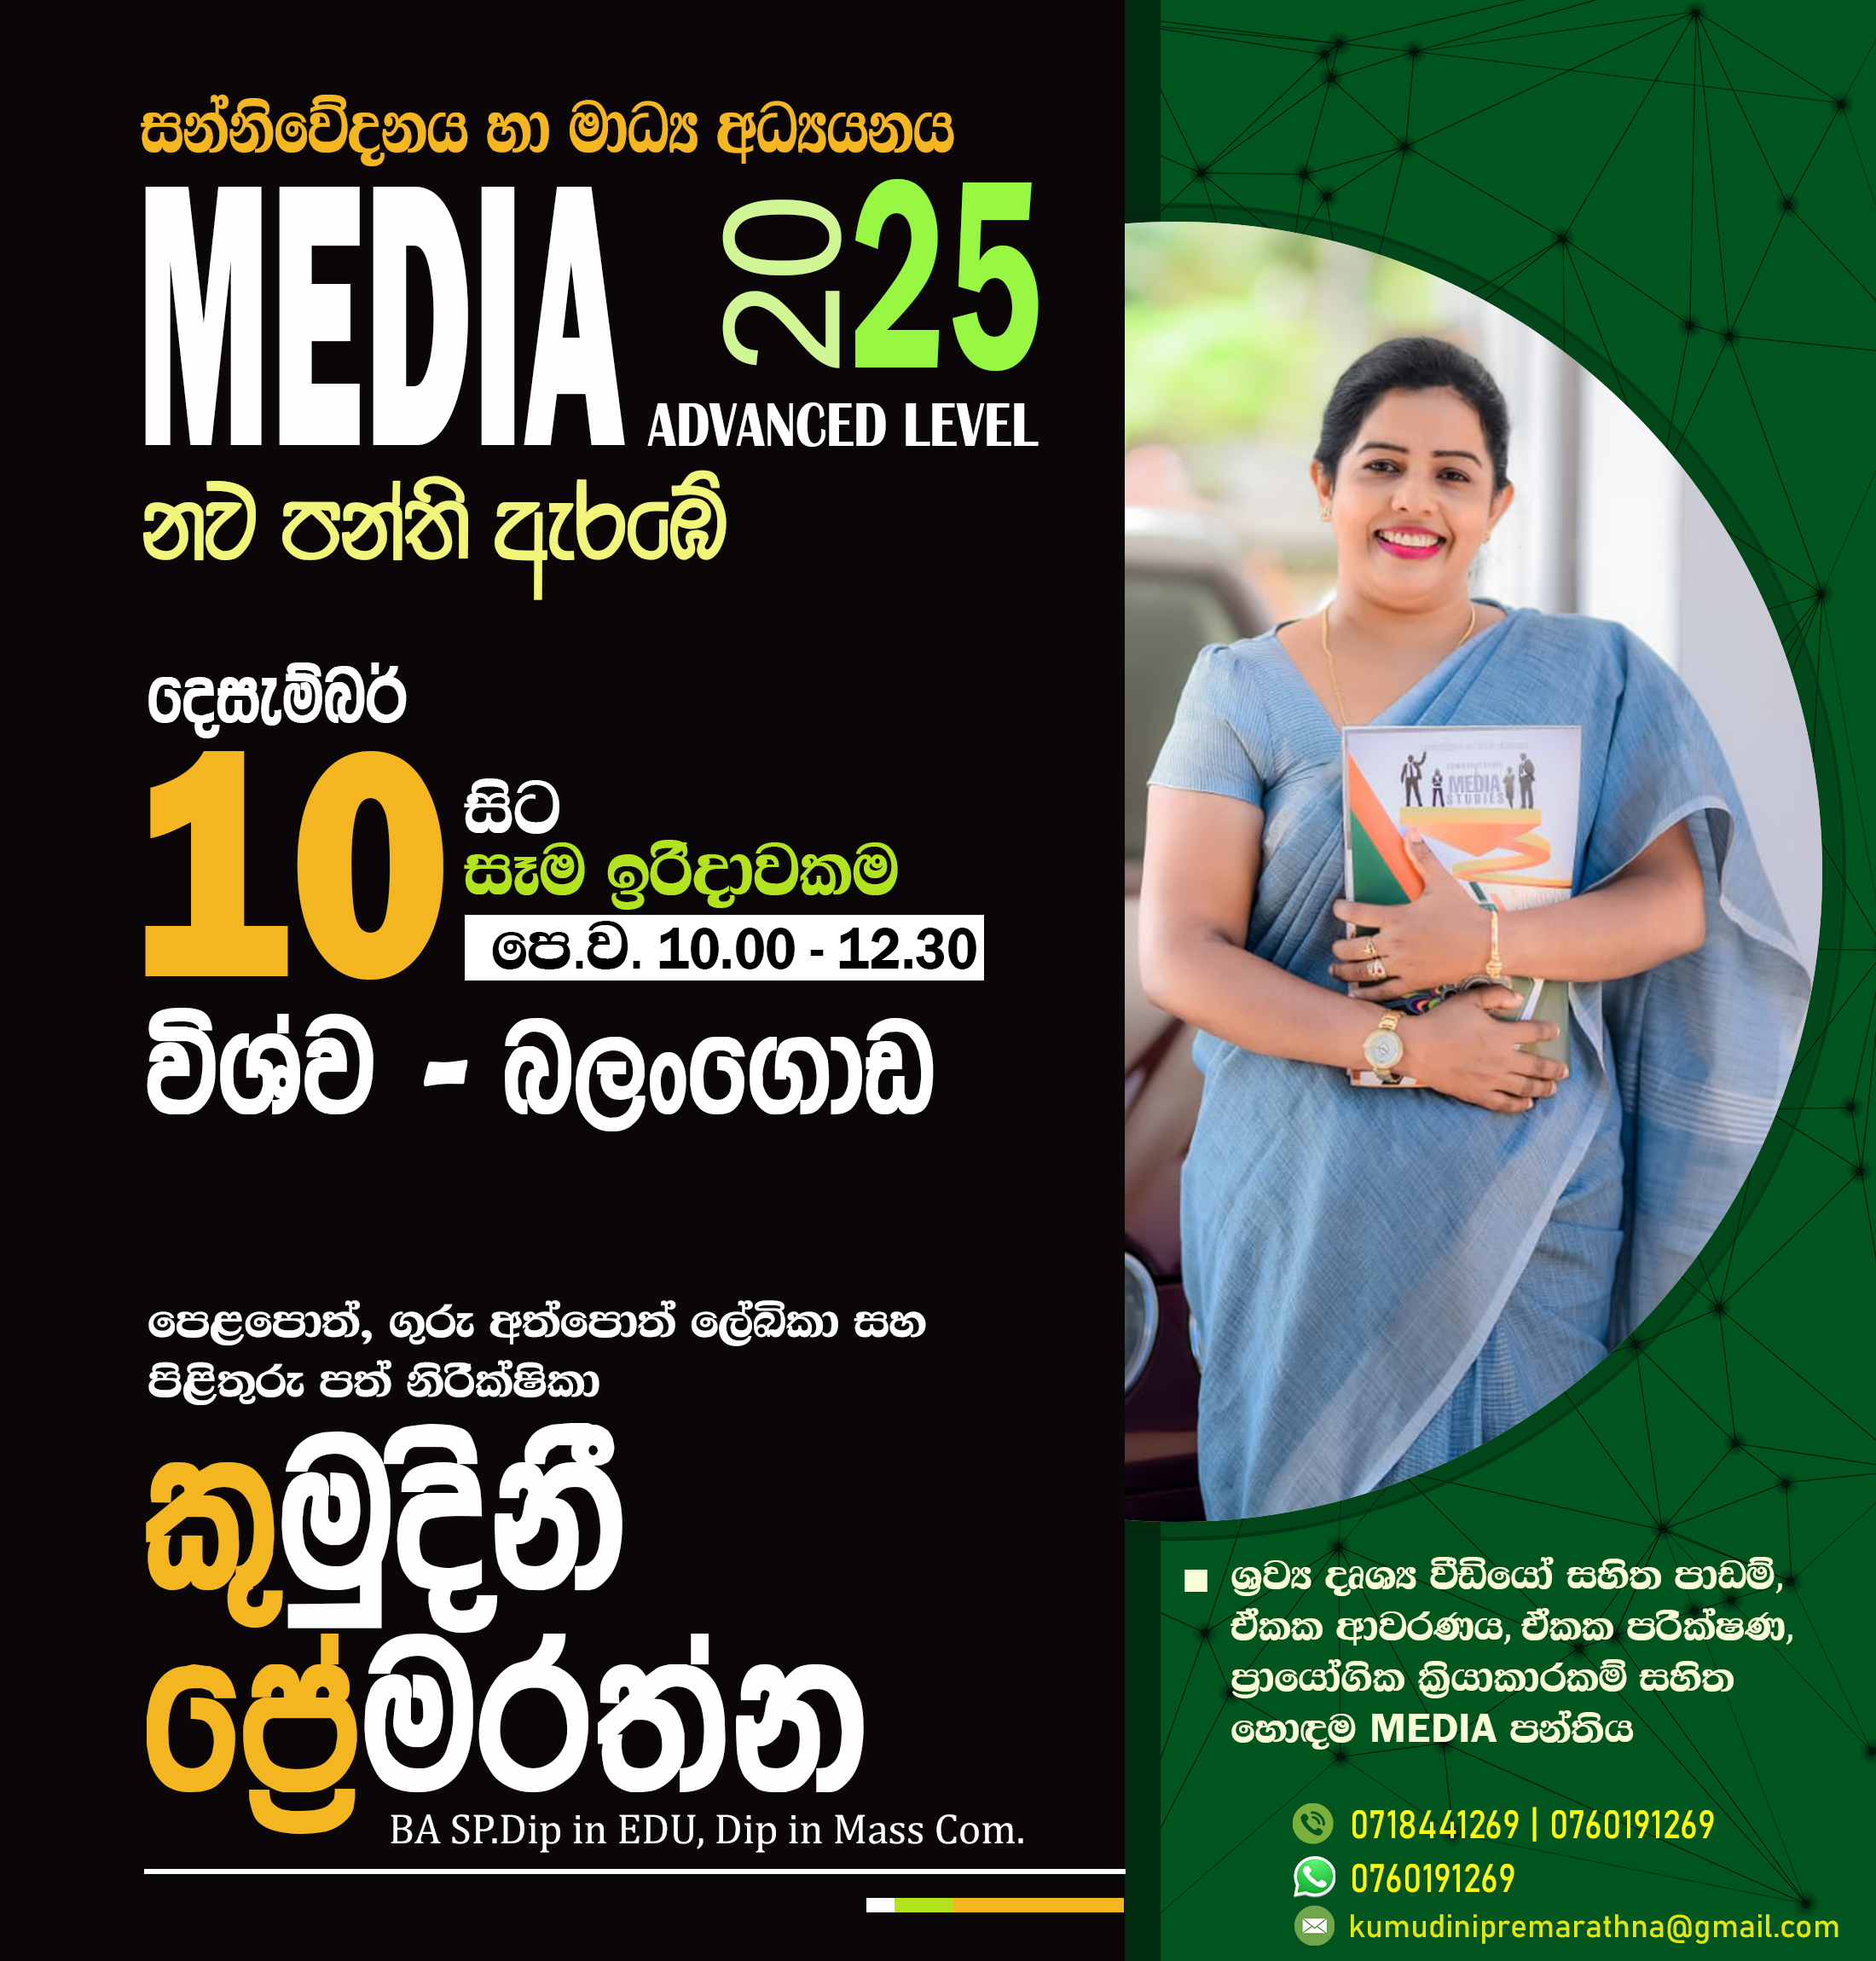 සන්නිවේදනය හා මාධ්‍ය අධ්‍යයනය
MEDIA 2025
ADVANCED LEVEL
නව පන්ති ඇරඹේ
දෙසැම්බර්
10 සිට
සෑම ඉරිදාවකම
පෙ.ව. 10.00 - 12.30
විශ්ව - බලංගොඩ
පෙළපොත්, ගුරු අත්පොත් ලේඛිකා සහ
පිළිතුරු පත් නිරීක්ෂිකා
කුමුදිනී
ප්‍රේමරත්න
BA SP.Dip in EDU, Dip in Mass Com.
MEDIA
STUDIES
ශ්‍රව්‍ය දෘශ්‍ය වීඩියෝ සහිත පාඩම්,
ඒකක ආවරණය, ඒකක පරීක්ෂණ,
ප්‍රායෝගික ක්‍රියාකාරකම් සහිත
හොඳම MEDIA පන්තිය
0718441269 | 0760191269
0760191269
kumudinipremarathna@gmail.com